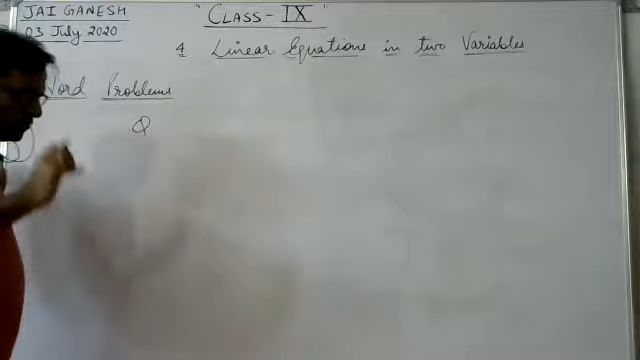 JAI GANESH
"CLASS-IX"
03 July 2020
4 Linear Equations in two Variables
Word Problems
Q